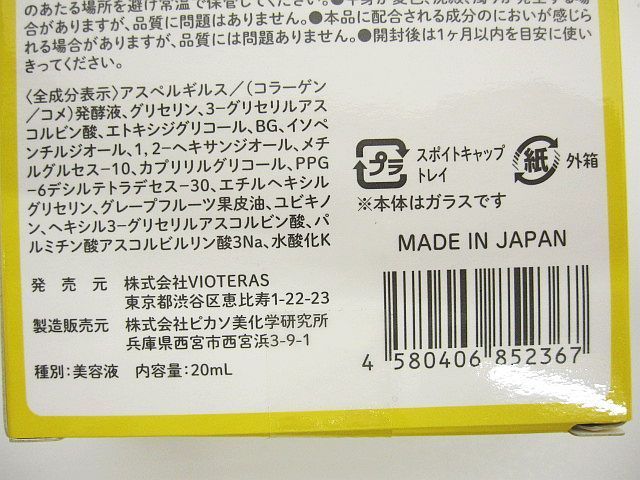 のあたる場所を避け常温で保管してください。●
合がありますが、品質に問題はありません。●本品に配合される成分のにおいが感じら
れる場合がありますが、品質には問題ありません。●開封後は1ヶ月以内を目安に使い
きってください。
〈全成分表示〉アスペルギルス／(コラーゲン
／コメ)発酵液、グリセリン、3-グリセリルアス
コルビン酸、エトキシジグリコール、BG、イソペ
ンチルジオール、1,2-ヘキサンジオール、メチ
ルグルセス-10、カプリリルグリコール、PPG
-6デシルテトラデセス-30、エチルヘキシル
グリセリン、グレープフルーツ果皮油、ユビキノ
ン、ヘキシル3-グリセリルアスコルビン酸、パ
ルミチン酸アスコルビルリン酸3Na、水酸化K
プラ スポイトキャップ
トレイ
紙 外箱
※本体はガラスです
MADE IN JAPAN
発売元 株式会社VIOTERAS
東京都渋谷区恵比寿1-22-23
製造販売元 株式会社ピカソ美化学研究所
兵庫県西宮市西宮浜3-9-1
種別:美容液 内容量:20mL
4 580406 852367